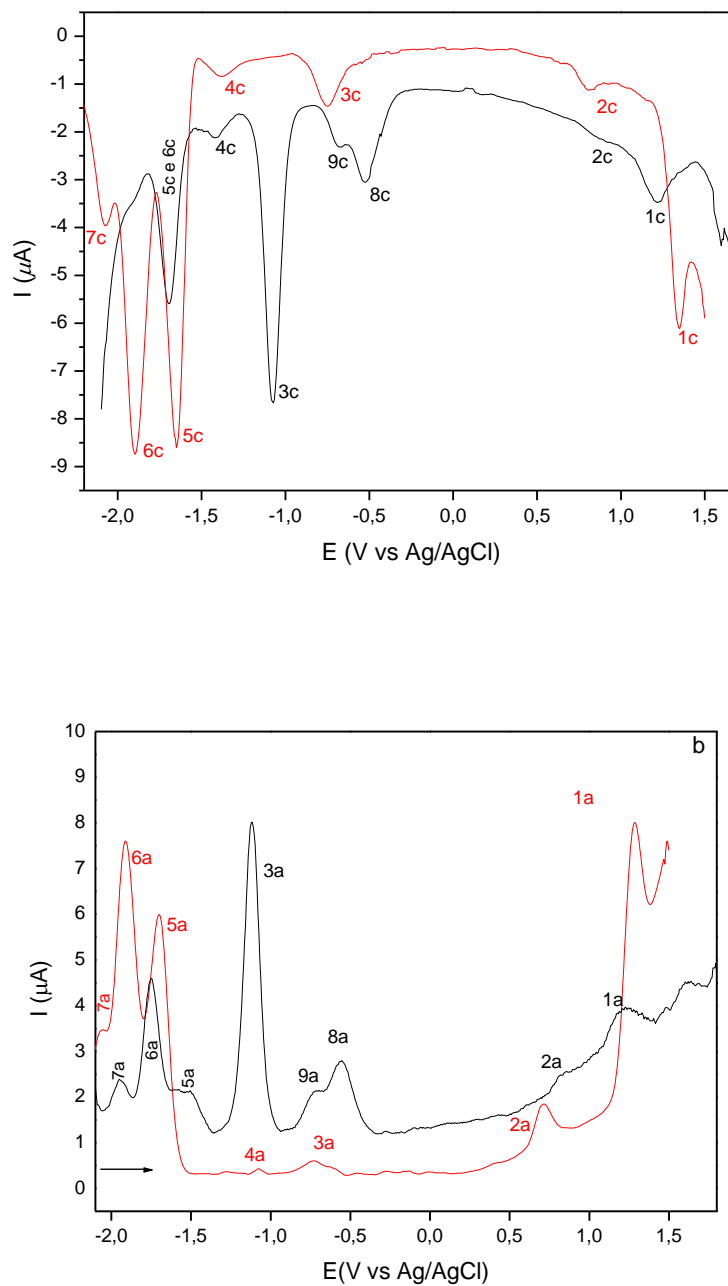 0
-1
-2
-3
-4
-5
-6
-7
-8
-9
I (µA)
7c
6c
5c e 6c
5c
4c
4c
3c
3c
9c
8c
2c
2c
1c
1c
-2,0 -1,5 -1,0 -0,5 0,0 0,5 1,0 1,5
E (V vs Ag/AgCl)
b
10
9
8
7
6
5
4
3
2
1
0
I (µA)
7a
6a
5a
7a
6a
5a
3a
4a
9a
8a
3a
2a
2a
1a
1a
-2,0 -1,5 -1,0 -0,5 0,0 0,5 1,0 1,5
E(V vs Ag/AgCl)